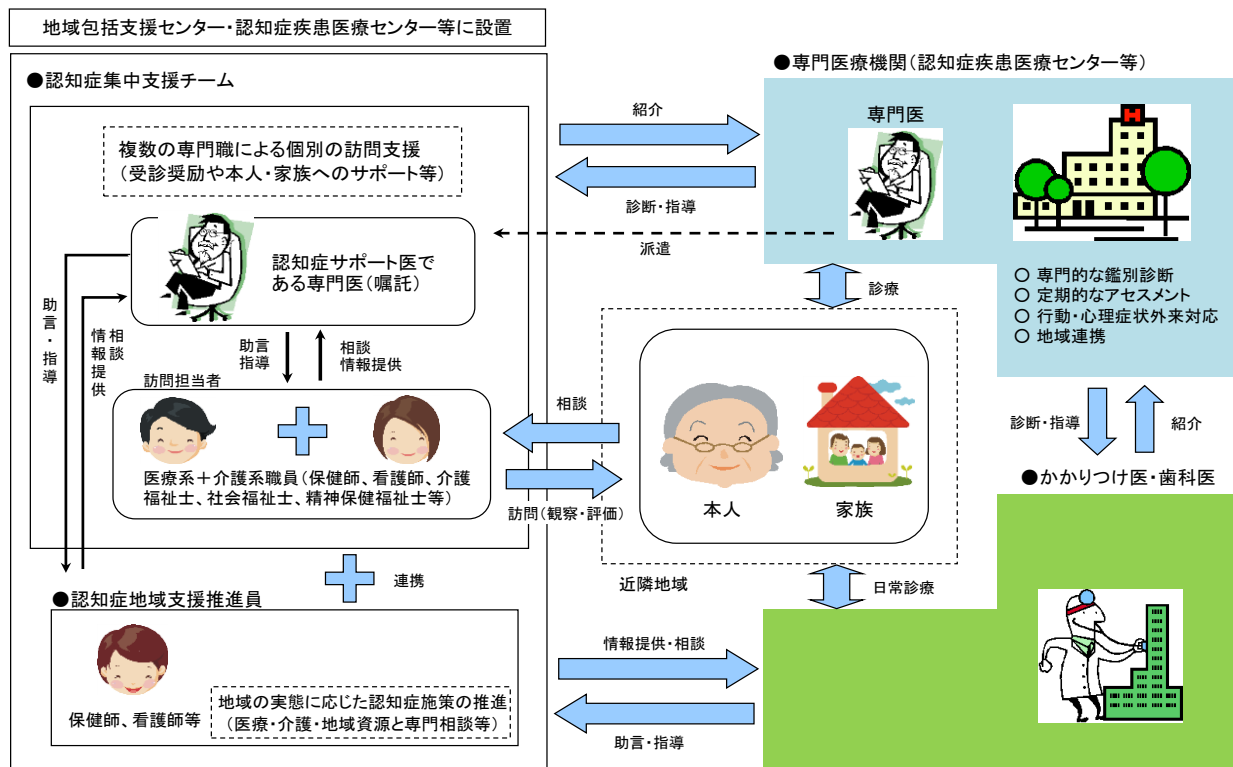 地域包括支援センター・認知症疾患医療センター等に設置
●認知症集中支援チーム
複数の専門職による個別の訪問支援
（受診奨励や本人・家族へのサポート等）
認知症サポート医で
ある専門医（嘱託）
助言・指導
相談
情報提供
助言
指導
相談
情報提供
訪問担当者
医療系＋介護系職員（保健師、看護師、介護
福祉士、社会福祉士、精神保健福祉士等）
連携
●認知症地域支援推進員
保健師、看護師等
地域の実態に応じた認知症施策の推進
（医療・介護・地域資源と専門相談等）
紹介
診断・指導
派遣
相談
訪問（観察・評価）
情報提供・相談
助言・指導
●専門医療機関（認知症疾患医療センター等）
専門医
H
○ 専門的な鑑別診断
○ 定期的なアセスメント
○ 行動・心理症状外来対応
○ 地域連携
診療
本人
家族
近隣地域
日常診療
診断・指導
紹介
●かかりつけ医・歯科医